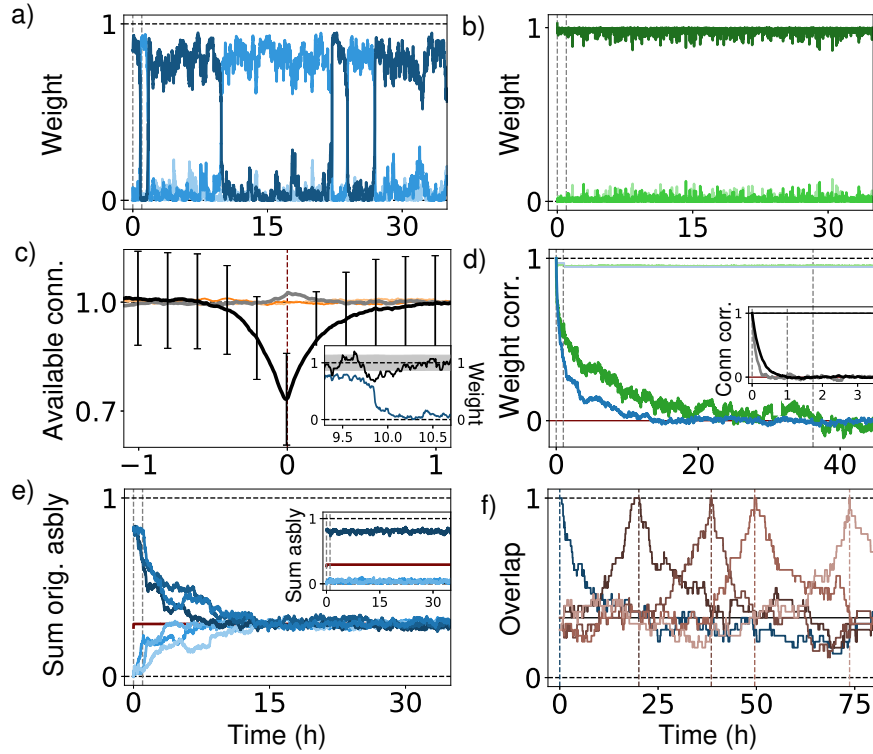 a)
1
Weight
0
0
15
30
b)
1
Weight
0
0
15
30
c)
Available conn.
1.0
0.7
−1
0
1
1
0
1
0
Weight
9.5
10.0
10.5
d)
1
Weight corr.
0
0
20
40
Conn corr.
1
0
0
1
2
3
e)
1
Sum orig. asbly
0
0
15
30
Time (h)
Sum asbly
1
0
0
15
30
f)
1
Overlap
0
0
25
50
75
Time (h)